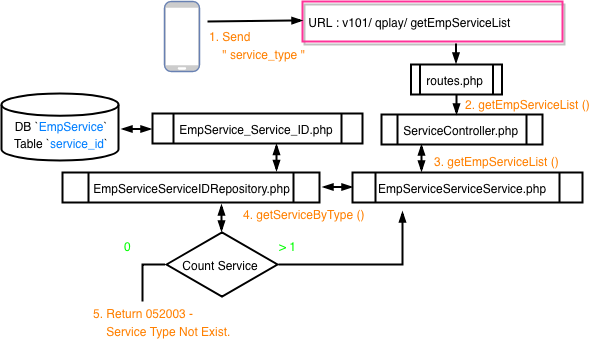 URL : v101/ qplay/ getEmpServiceList
1. Send
" service_type "
routes.php
2. getEmpServiceList ()
DB `EmpService`
Table `service_id`
EmpService_Service_ID.php
ServiceController.php
3. getEmpServiceList ()
EmpServiceServiceIDRepository.php
EmpServiceServiceService.php
4. getServiceByType ()
0
> 1
Count Service
5. Return 052003 -
Service Type Not Exist.